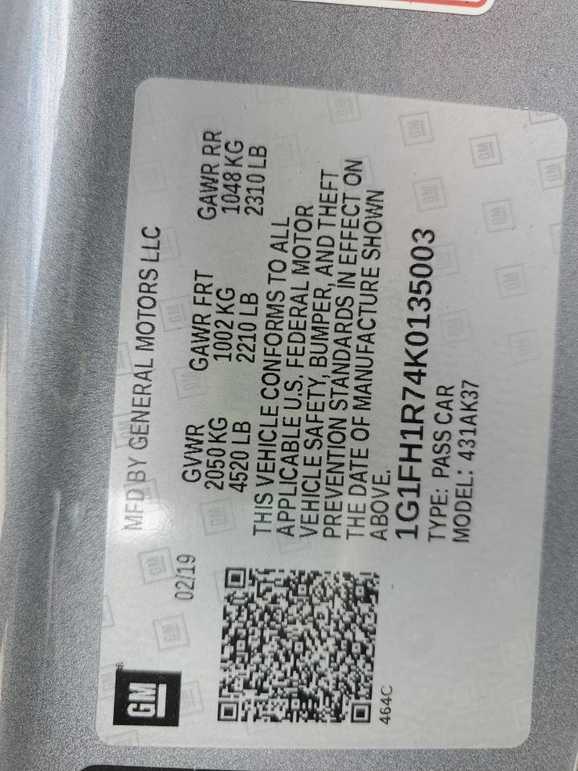 GM
MFD BY GENERAL MOTORS LLC
02/19
GVWR GAWR FRT GAWR RR
2050 KG 1002 KG 1048 KG
4520 LB 2210 LB 2310 LB
THIS VEHICLE CONFORMS TO ALL
APPLICABLE U.S. FEDERAL MOTOR
VEHICLE SAFETY, BUMPER, AND THEFT
PREVENTION STANDARDS IN EFFECT ON
THE DATE OF MANUFACTURE SHOWN
ABOVE.
1G1FH1R74K0135003
TYPE: PASS CAR
MODEL: 431AK37
464C